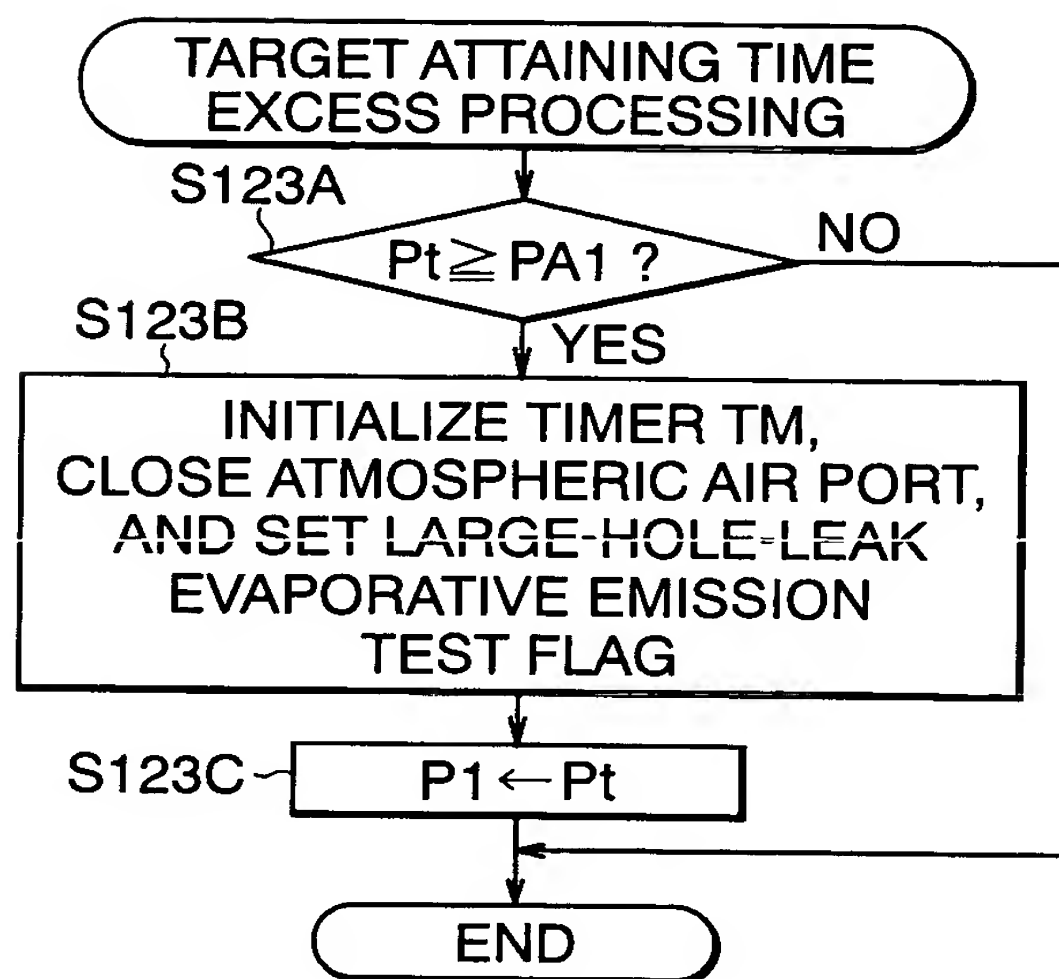 TARGET ATTAINING TIME
EXCESS PROCESSING
S123A
Pt≧PA1 ?
NO
YES
S123B
INITIALIZE TIMER TM,
CLOSE ATMOSPHERIC AIR PORT,
AND SET LARGE-HOLE-LEAK
EVAPORATIVE EMISSION
TEST FLAG
S123C
P1←Pt
END